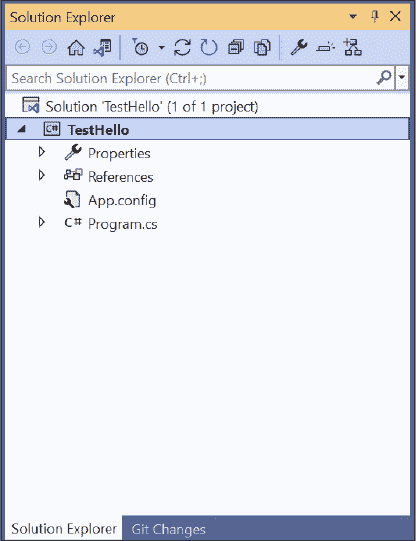 Solution Explorer
Search Solution Explorer (Ctrl+;)
Solution 'TestHello' (1 of 1 project)
C# TestHello
Properties
References
App.config
C# Program.cs
Solution Explorer Git Changes